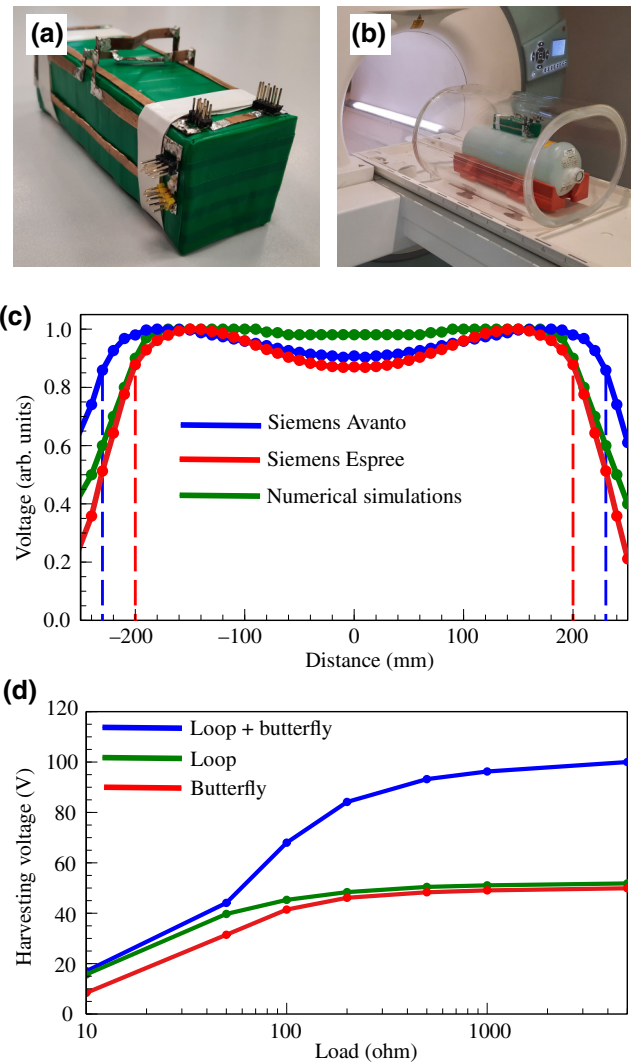 (a)
(b)
(c)
Voltage (arb. units)
1.0
0.8
0.6
0.4
0.2
0.0
Siemens Avanto
Siemens Espree
Numerical simulations
−200
−100
0
100
200
Distance (mm)
(d)
Harvesting voltage (V)
120
100
80
60
40
20
0
Loop + butterfly
Loop
Butterfly
10
100
1000
Load (ohm)